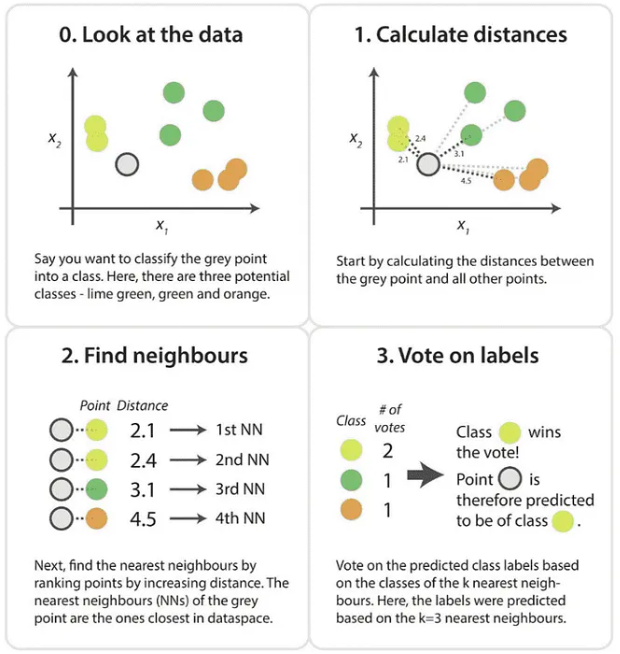 0. Look at the data
X2
X1
Say you want to classify the grey point
into a class. Here, there are three potential
classes - lime green, green and orange.
1. Calculate distances
X2
2.4
2.1
3.1
4.5
X1
Start by calculating the distances between
the grey point and all other points.
2. Find neighbours
Point Distance
2.1 1st NN
2.4 2nd NN
3.1 3rd NN
4.5 4th NN
Next, find the nearest neighbours by
ranking points by increasing distance. The
nearest neighbours (NNs) of the grey
point are the ones closest in dataspace.
3. Vote on labels
Class # of
votes
2
1
1
Class wins
the vote!
Point is
therefore predicted
to be of class .
Vote on the predicted class labels based
on the classes of the k nearest neigh-
bours. Here, the labels were predicted
based on the k=3 nearest neighbours.